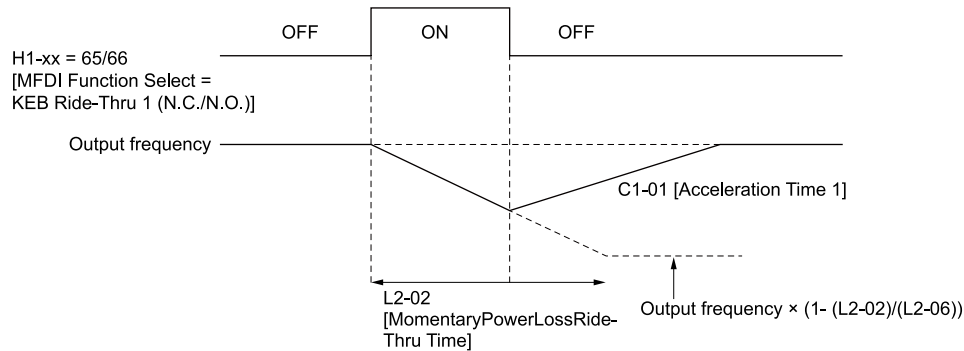 OFF
ON
OFF
H1-xx = 65/66
[MFDI Function Select =
KEB Ride-Thru 1 (N.C./N.O.)]
Output frequency
C1-01 [Acceleration Time 1]
L2-02
[MomentaryPowerLossRide-
Thru Time]
Output frequency × (1- (L2-02)/(L2-06))